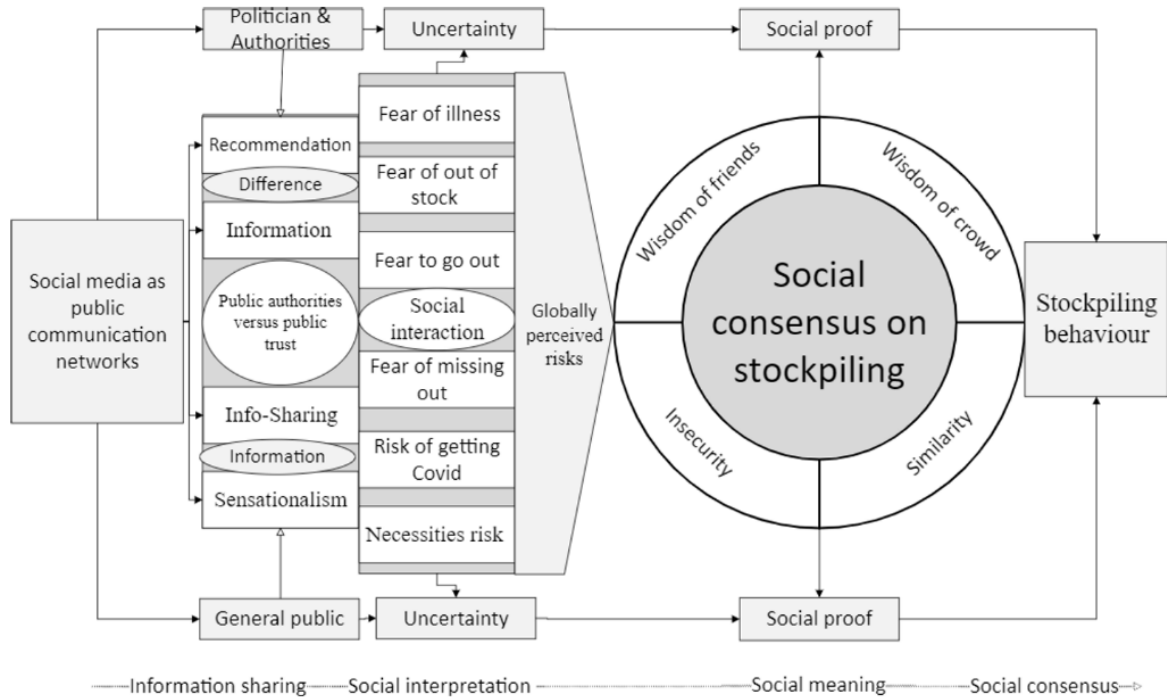 Politician &
Authorities
Uncertainty
Social proof
Recommendation
Difference
Information
Public authorities
versus public
trust
Info-Sharing
Information
Sensationalism
Social media as
public
communication
networks
Fear of illness
Fear of out of
stock
Fear to go out
Social
interaction
Fear of missing
out
Risk of getting
Covid
Necessities risk
Globally
perceived
risks
Wisdom of friends
Wisdom of crowd
Social
consensus on
stockpiling
Insecurity
Similarity
Stockpiling
behaviour
General public
Uncertainty
Social proof
Information sharing
Social interpretation
Social meaning
Social consensus